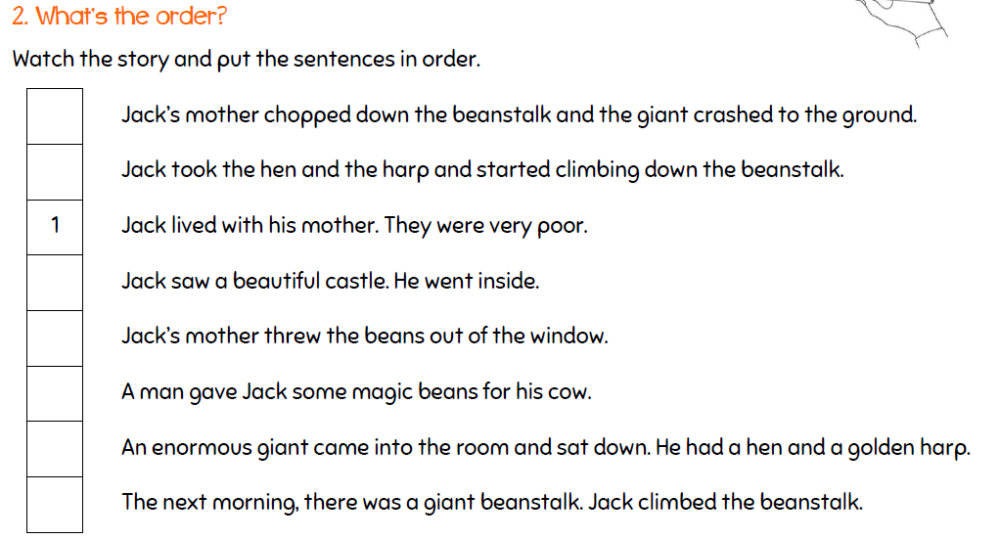 2. What's the order?
Watch the story and put the sentences in order.
Jack's mother chopped down the beanstalk and the giant crashed to the ground.
Jack took the hen and the harp and started climbing down the beanstalk.
1 Jack lived with his mother. They were very poor.
Jack saw a beautiful castle. He went inside.
Jack's mother threw the beans out of the window.
A man gave Jack some magic beans for his cow.
An enormous giant came into the room and sat down. He had a hen and a golden harp.
The next morning, there was a giant beanstalk. Jack climbed the beanstalk.